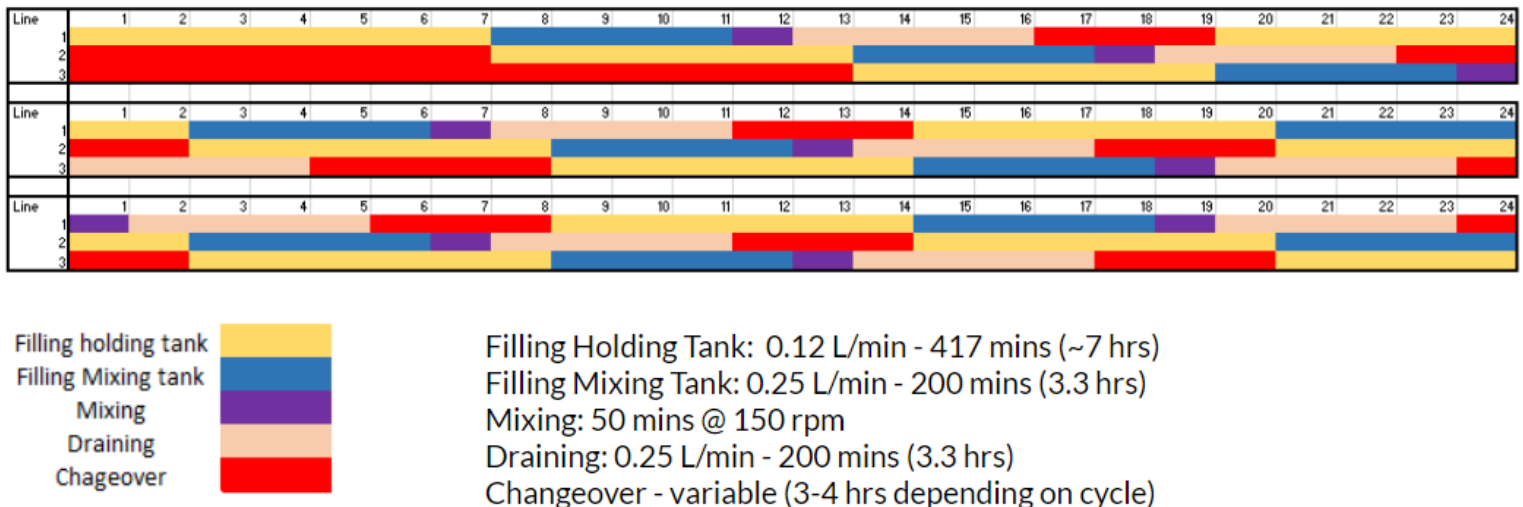 Line 1 2 3 4 5 6 7 8 9 10 11 12 13 14 15 16 17 18 19 20 21 22 23 24
1
2
3
Line 1 2 3 4 5 6 7 8 9 10 11 12 13 14 15 16 17 18 19 20 21 22 23 24
1
2
3
Line 1 2 3 4 5 6 7 8 9 10 11 12 13 14 15 16 17 18 19 20 21 22 23 24
1
2
3
Filling holding tank
Filling Mixing tank
Mixing
Draining
Chageover
Filling Holding Tank: 0.12 L/min - 417 mins (~7 hrs)
Filling Mixing Tank: 0.25 L/min - 200 mins (3.3 hrs)
Mixing: 50 mins @ 150 rpm
Draining: 0.25 L/min - 200 mins (3.3 hrs)
Changeover - variable (3-4 hrs depending on cycle)